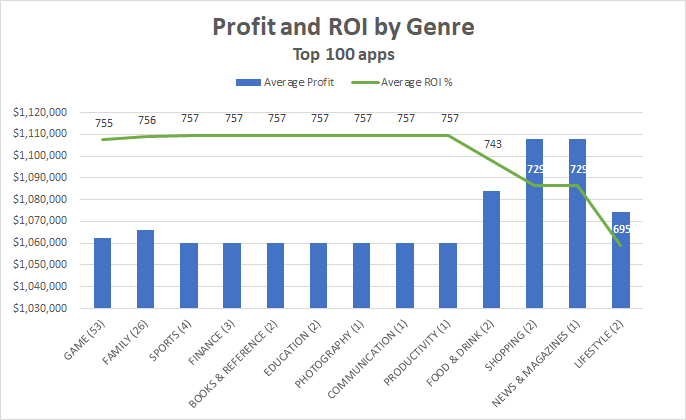 Profit and ROI by Genre
Top 100 apps
Average Profit
Average ROI %
$1,120,000
$1,110,000
$1,100,000
$1,090,000
$1,080,000
$1,070,000
$1,060,000
$1,050,000
$1,040,000
$1,030,000
755
756
757
757
757
757
757
757
757
743
729
729
695
GAME (53)
FAMILY (26)
SPORTS (4)
FINANCE (3)
BOOKS & REFERENCE (2)
EDUCATION (2)
PHOTOGRAPHY (1)
COMMUNICATION (1)
PRODUCTIVITY (1)
FOOD & DRINK (2)
SHOPPING (2)
NEWS & MAGAZINES (1)
LIFESTYLE (2)